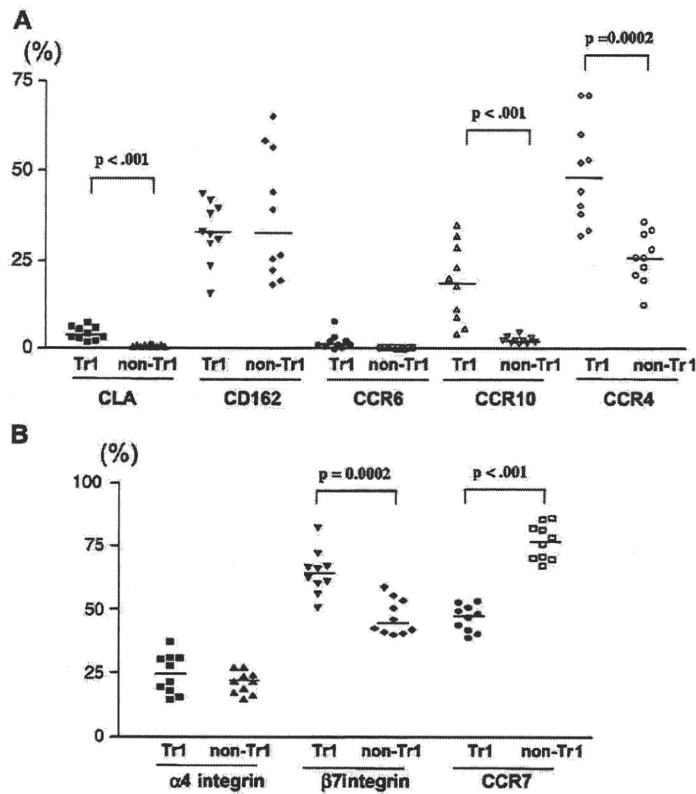 A
(%)
p =0.0002
75
p < .001
p < .001
50
25
0
Tr1 non-Tr1 Tr1 non-Tr1 Tr1 non-Tr1 Tr1 non-Tr1 Tr1 non-Tr1
CLA CD162 CCR6 CCR10 CCR4
B
(%)
100
p = 0.0002 p < .001
75
50
25
0
Tr1 non-Tr1 Tr1 non-Tr1 Tr1 non-Tr1
α4 integrin β7integrin CCR7